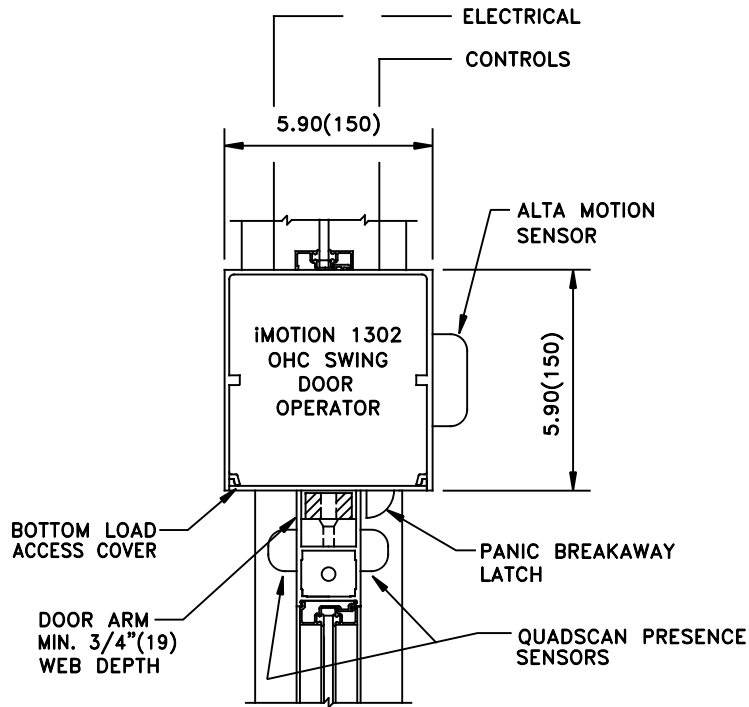 ELECTRICAL
CONTROLS
5.90(150)
ALTA MOTION
SENSOR
iMOTION 1302
OHC SWING
DOOR
OPERATOR
5.90(150)
BOTTOM LOAD
ACCESS COVER
PANIC BREAKAWAY
LATCH
DOOR ARM
MIN. 3/4"(19)
WEB DEPTH
QUADSCAN PRESENCE
SENSORS